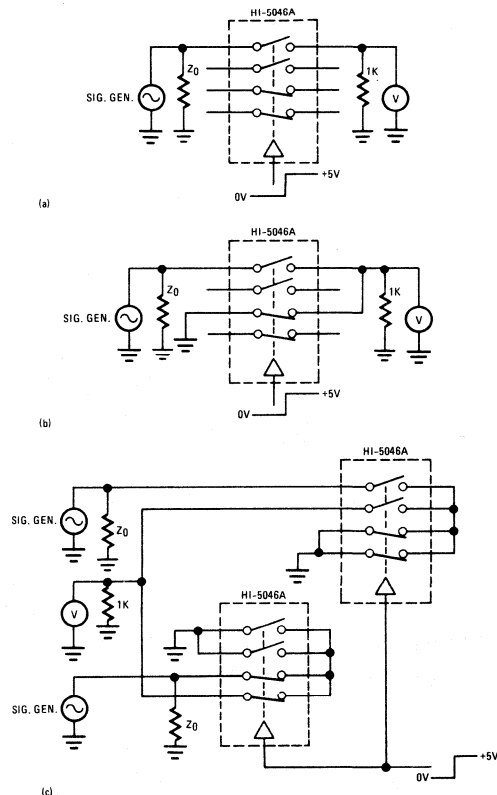 HI-5046A
Z0
SIG. GEN.
1K
V
+5V
0V
(a)
HI-5046A
Z0
1K
SIG. GEN.
V
+5V
0V
(b)
HI-5046A
SIG. GEN.
Z0
HI-5046A
V
1K
SIG. GEN.
Z0
+5V
0V
(c)